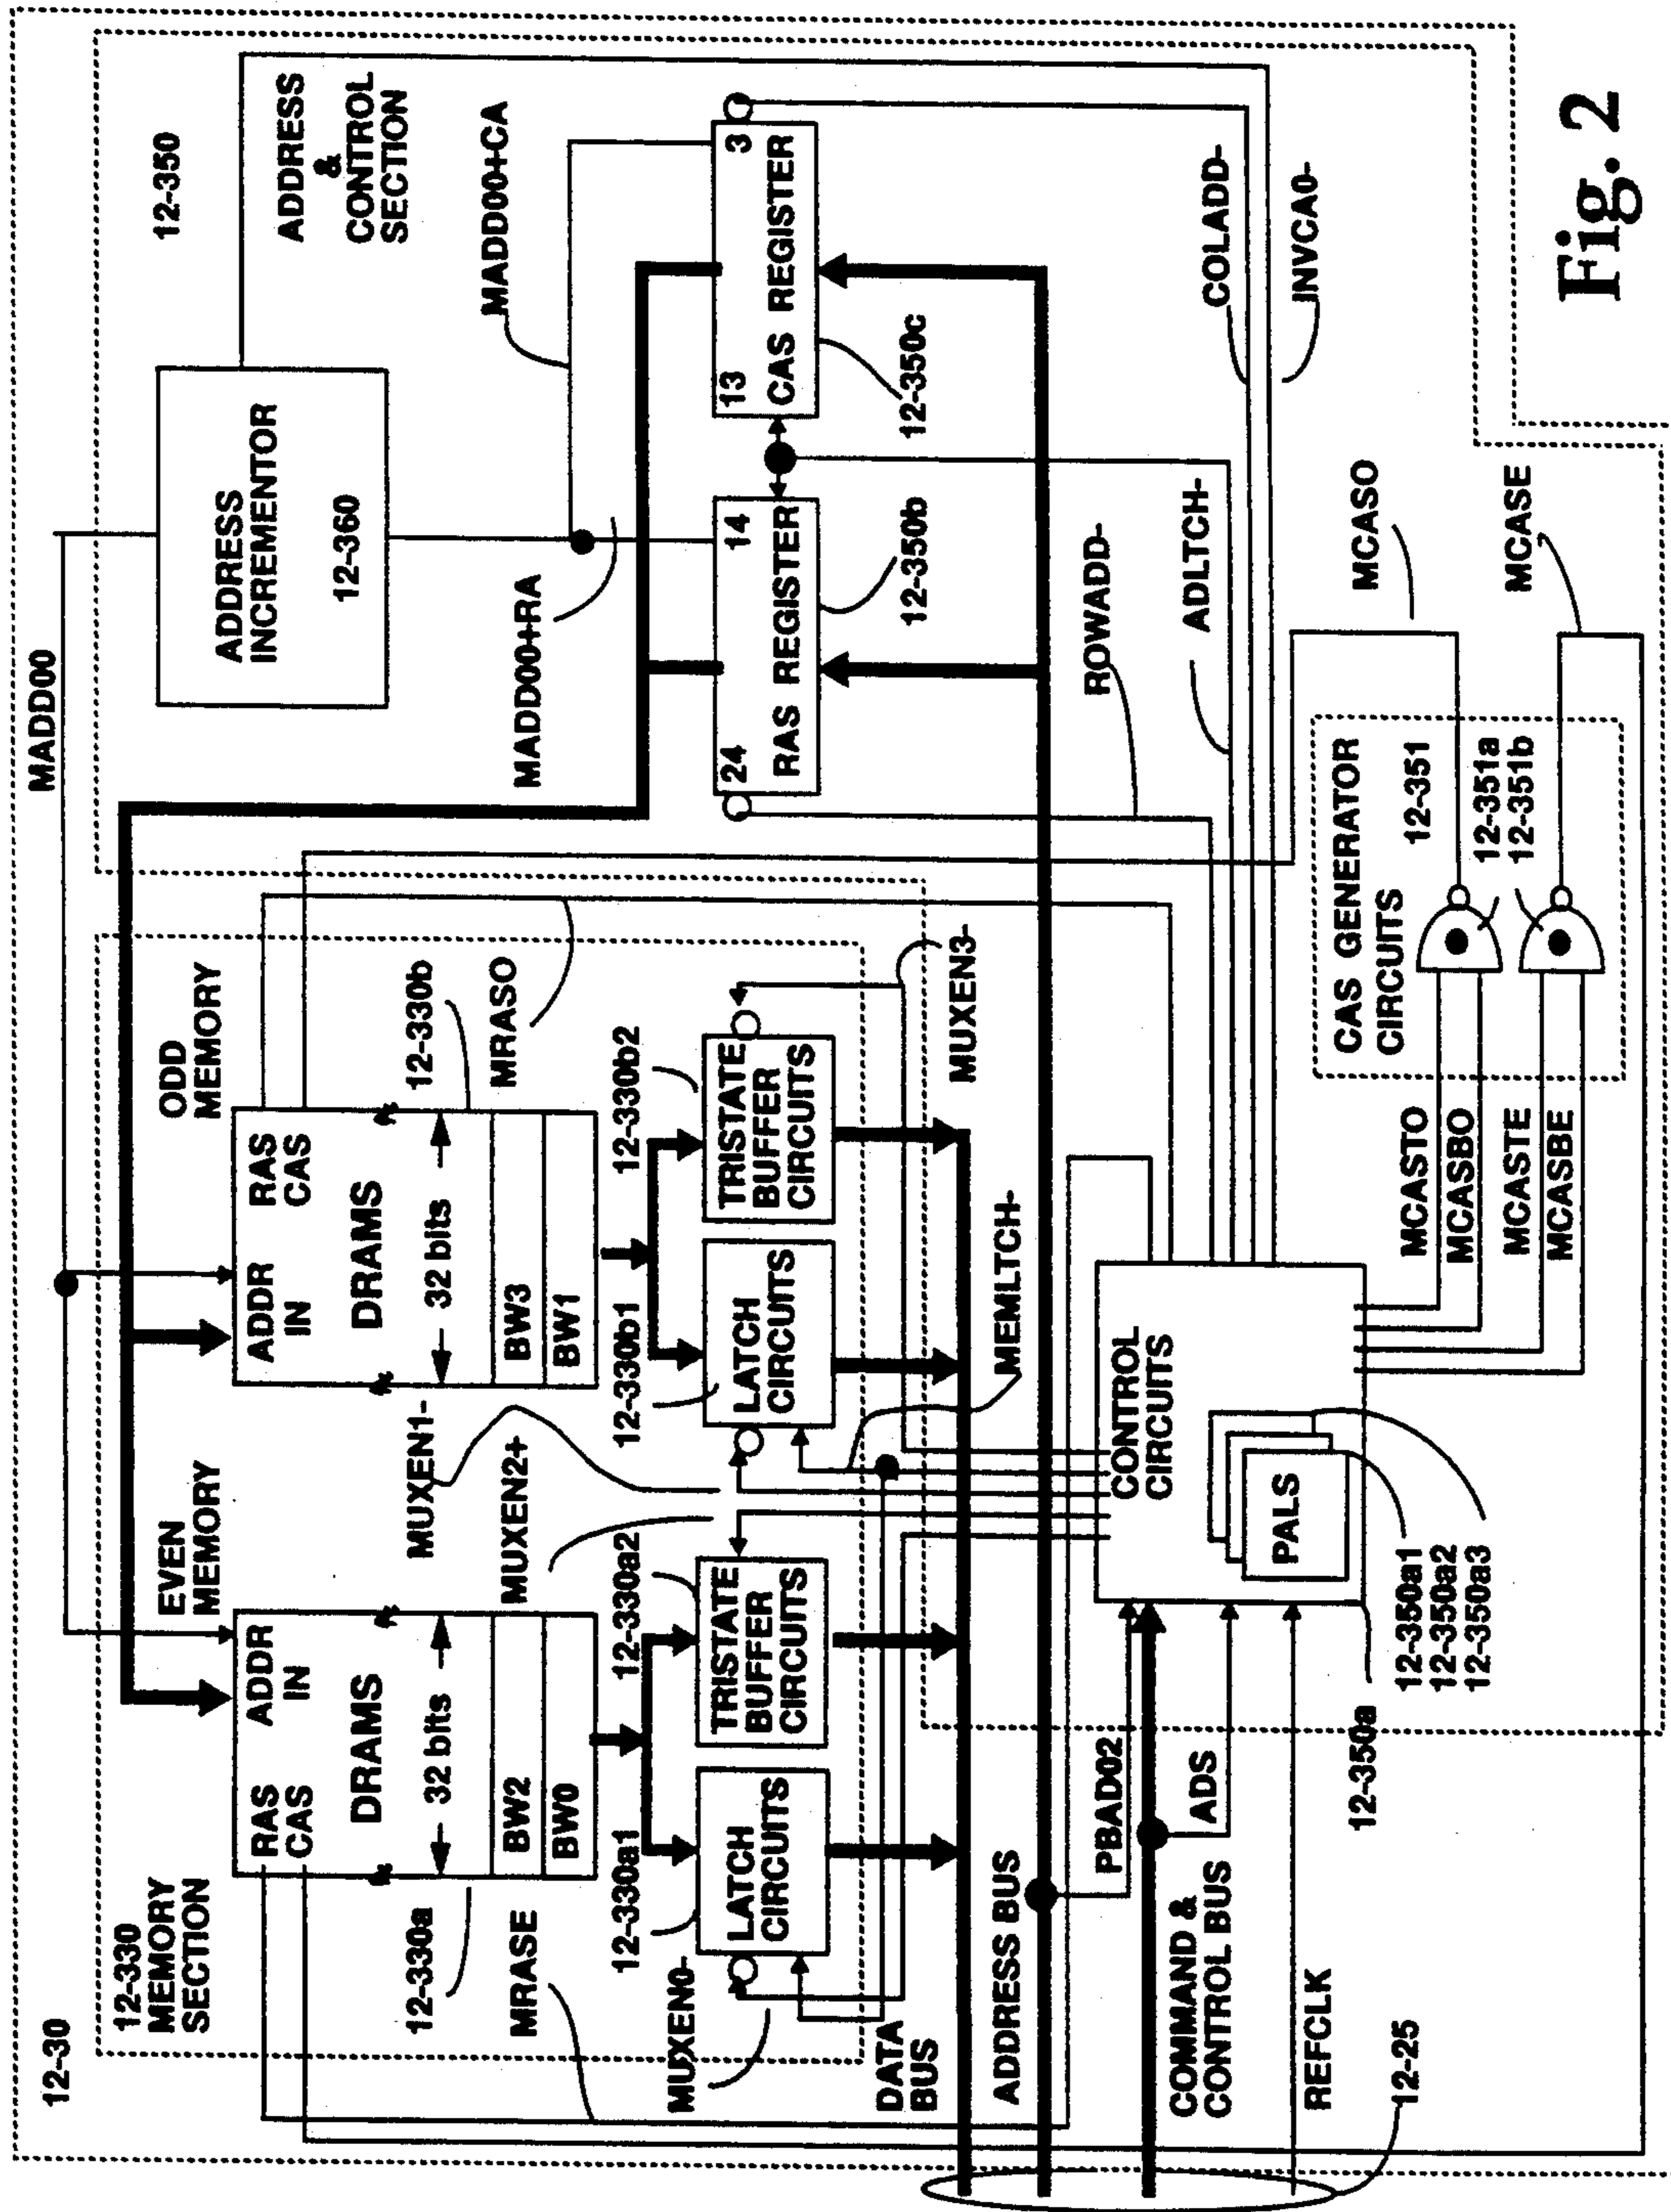 12-30
12-330
MEMORY
SECTION
EVEN
MEMORY
ODD
MEMORY
MADD00
12-350
ADDRESS
&
CONTROL
SECTION
ADDRESS
INCREMENTOR
12-360
RAS
CAS
ADDR
IN
DRAMS
32 bits
BW2
BW0
12-330a
MRASE
ADDR
IN
RAS
CAS
DRAMS
32 bits
BW3
BW1
12-330b
MRASO
MUXEN1-
MUXEN2+
MADD00+RA
MADD00+CA
12-330a1
12-330a2
12-330b1
12-330b2
LATCH
CIRCUITS
TRISTATE
BUFFER
CIRCUITS
LATCH
CIRCUITS
TRISTATE
BUFFER
CIRCUITS
24
14
RAS REGISTER
12-350b
13
3
CAS REGISTER
12-350c
MUXEN0-
DATA
BUS
MEMLTCH-
MUXEN3-
ADDRESS BUS
PBAD02
COMMAND &
CONTROL BUS
ADS
REFCLK
12-25
CONTROL
CIRCUITS
PALS
12-350a
12-350a1
12-350a2
12-350a3
ROWADD-
ADLTCH-
COLADD-
INVCA0-
CAS GENERATOR
CIRCUITS
12-351
12-351a
12-351b
MCASTO
MCASBO
MCASTE
MCASBE
MCASO
MCASE
Fig. 2